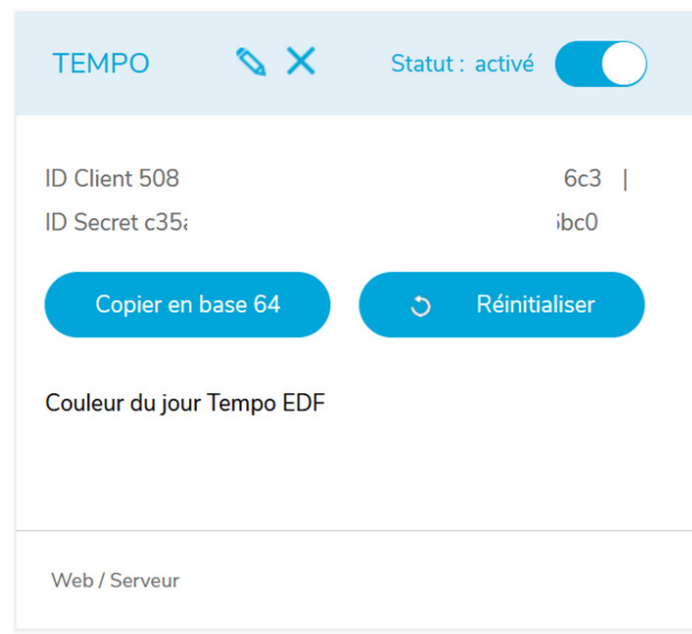 TEMPO
Statut : activé
ID Client 508 6c3 |
ID Secret c35a bc0
Copier en base 64
Réinitialiser
Couleur du jour Tempo EDF
Web / Serveur